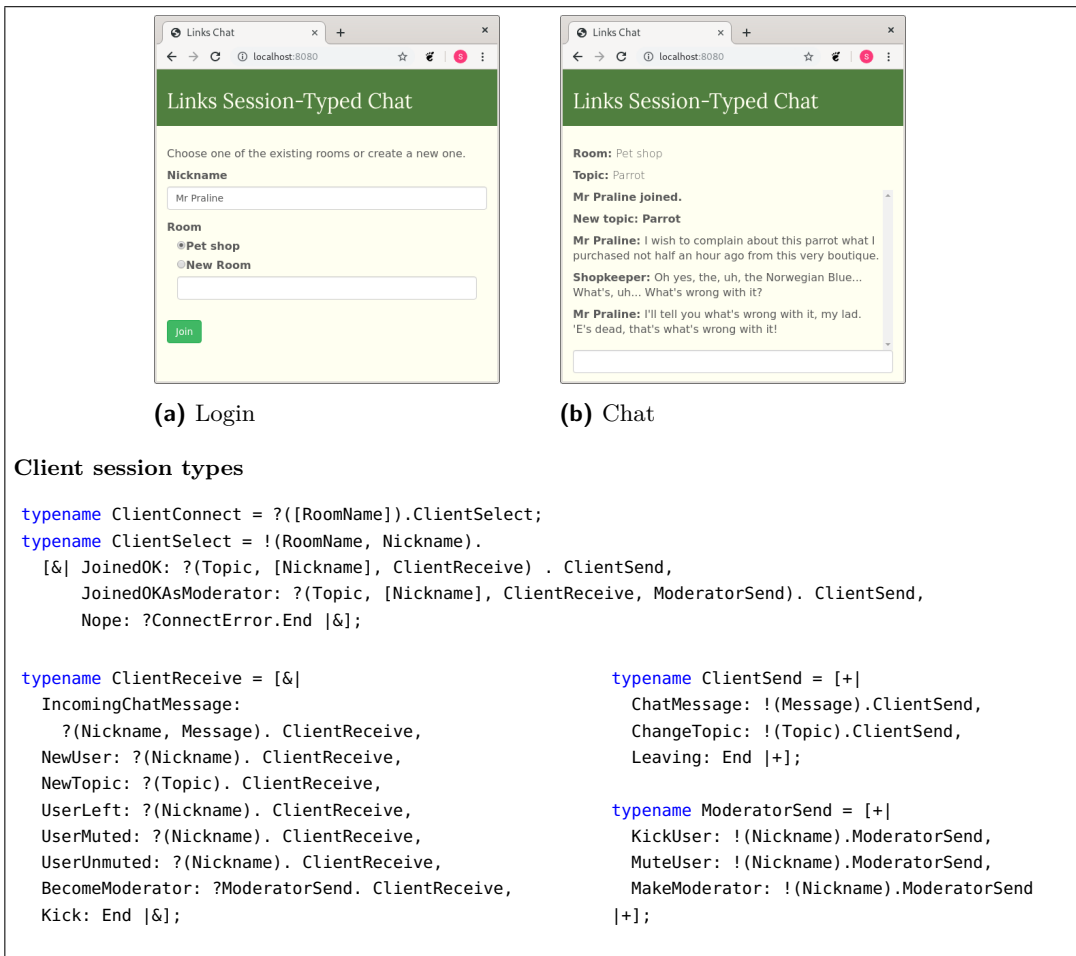 Links Chat × + ×
localhost:8080 S
Links Session-Typed Chat
Choose one of the existing rooms or create a new one.
Nickname
Mr Praline
Room
Pet shop
New Room
Join
(a) Login
Links Chat × + ×
localhost:8080 S
Links Session-Typed Chat
Room: Pet shop
Topic: Parrot
Mr Praline joined.
New topic: Parrot
Mr Praline: I wish to complain about this parrot what I
purchased not half an hour ago from this very boutique.
Shopkeeper: Oh yes, the, uh, the Norwegian Blue...
What's, uh... What's wrong with it?
Mr Praline: I'll tell you what's wrong with it, my lad.
'E's dead, that's what's wrong with it!
(b) Chat
Client session types
typename ClientConnect = ?([RoomName]).ClientSelect;
typename ClientSelect = !(RoomName, Nickname).
[&| JoinedOK: ?(Topic, [Nickname], ClientReceive) . ClientSend,
JoinedOKAsModerator: ?(Topic, [Nickname], ClientReceive, ModeratorSend). ClientSend,
Nope: ?ConnectError.End |&];
typename ClientReceive = [&|
IncomingChatMessage:
?(Nickname, Message). ClientReceive,
NewUser: ?(Nickname). ClientReceive,
NewTopic: ?(Topic). ClientReceive,
UserLeft: ?(Nickname). ClientReceive,
UserMuted: ?(Nickname). ClientReceive,
UserUnmuted: ?(Nickname). ClientReceive,
BecomeModerator: ?ModeratorSend. ClientReceive,
Kick: End |&];
typename ClientSend = [+|
ChatMessage: !(Message).ClientSend,
ChangeTopic: !(Topic).ClientSend,
Leaving: End |+];
typename ModeratorSend = [+|
KickUser: !(Nickname).ModeratorSend,
MuteUser: !(Nickname).ModeratorSend,
MakeModerator: !(Nickname).ModeratorSend
|+];